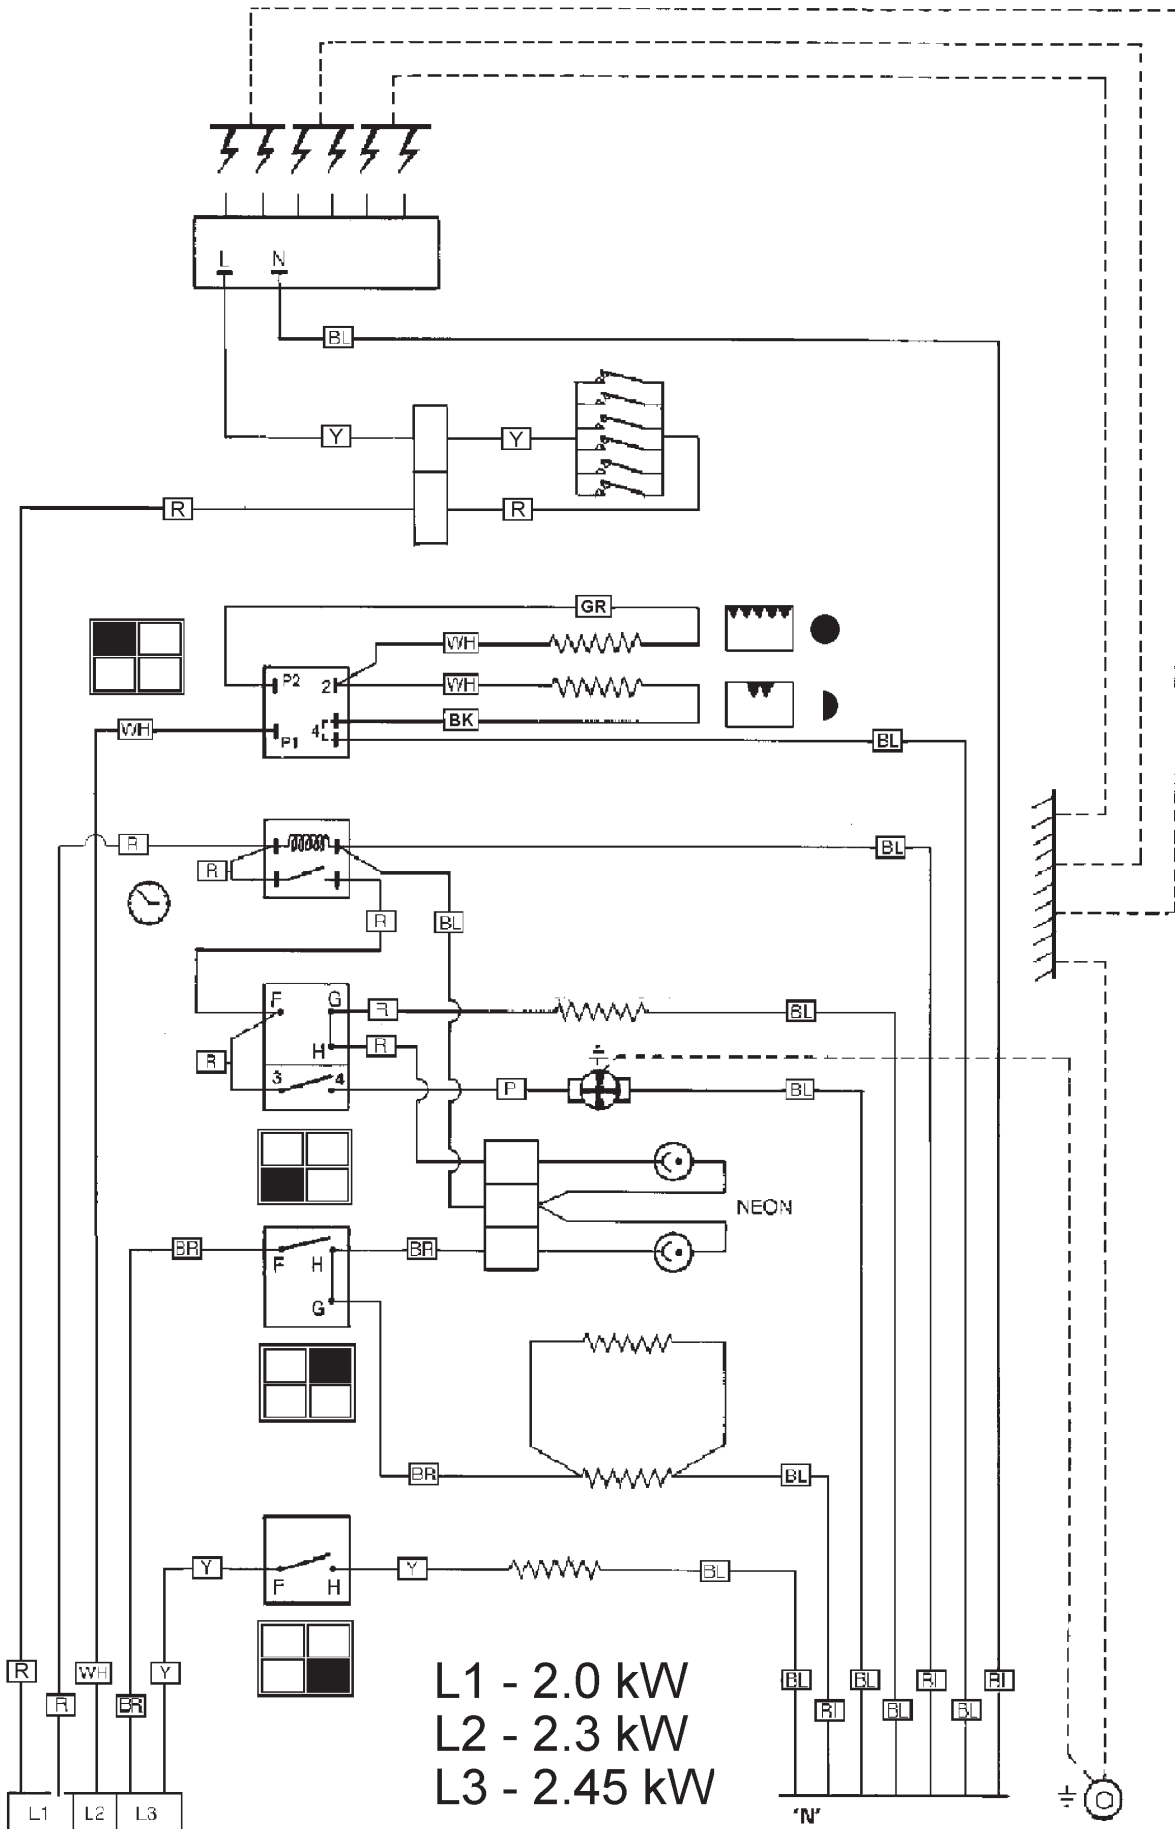 L N
BL
Y Y
R R
GR
WH
P2 2 WH
BK
WH P1 4
BL
R BL
R
R BL
F G R BL
H R
R
3 4 P BL
NEON
BR F H BR
G
BR BL
Y F H Y BL
R WH Y
R BR
L1 - 2.0 kW
L2 - 2.3 kW
L3 - 2.45 kW
BL BL BL BL
BL BL BL
L1 L2 L3
'N'